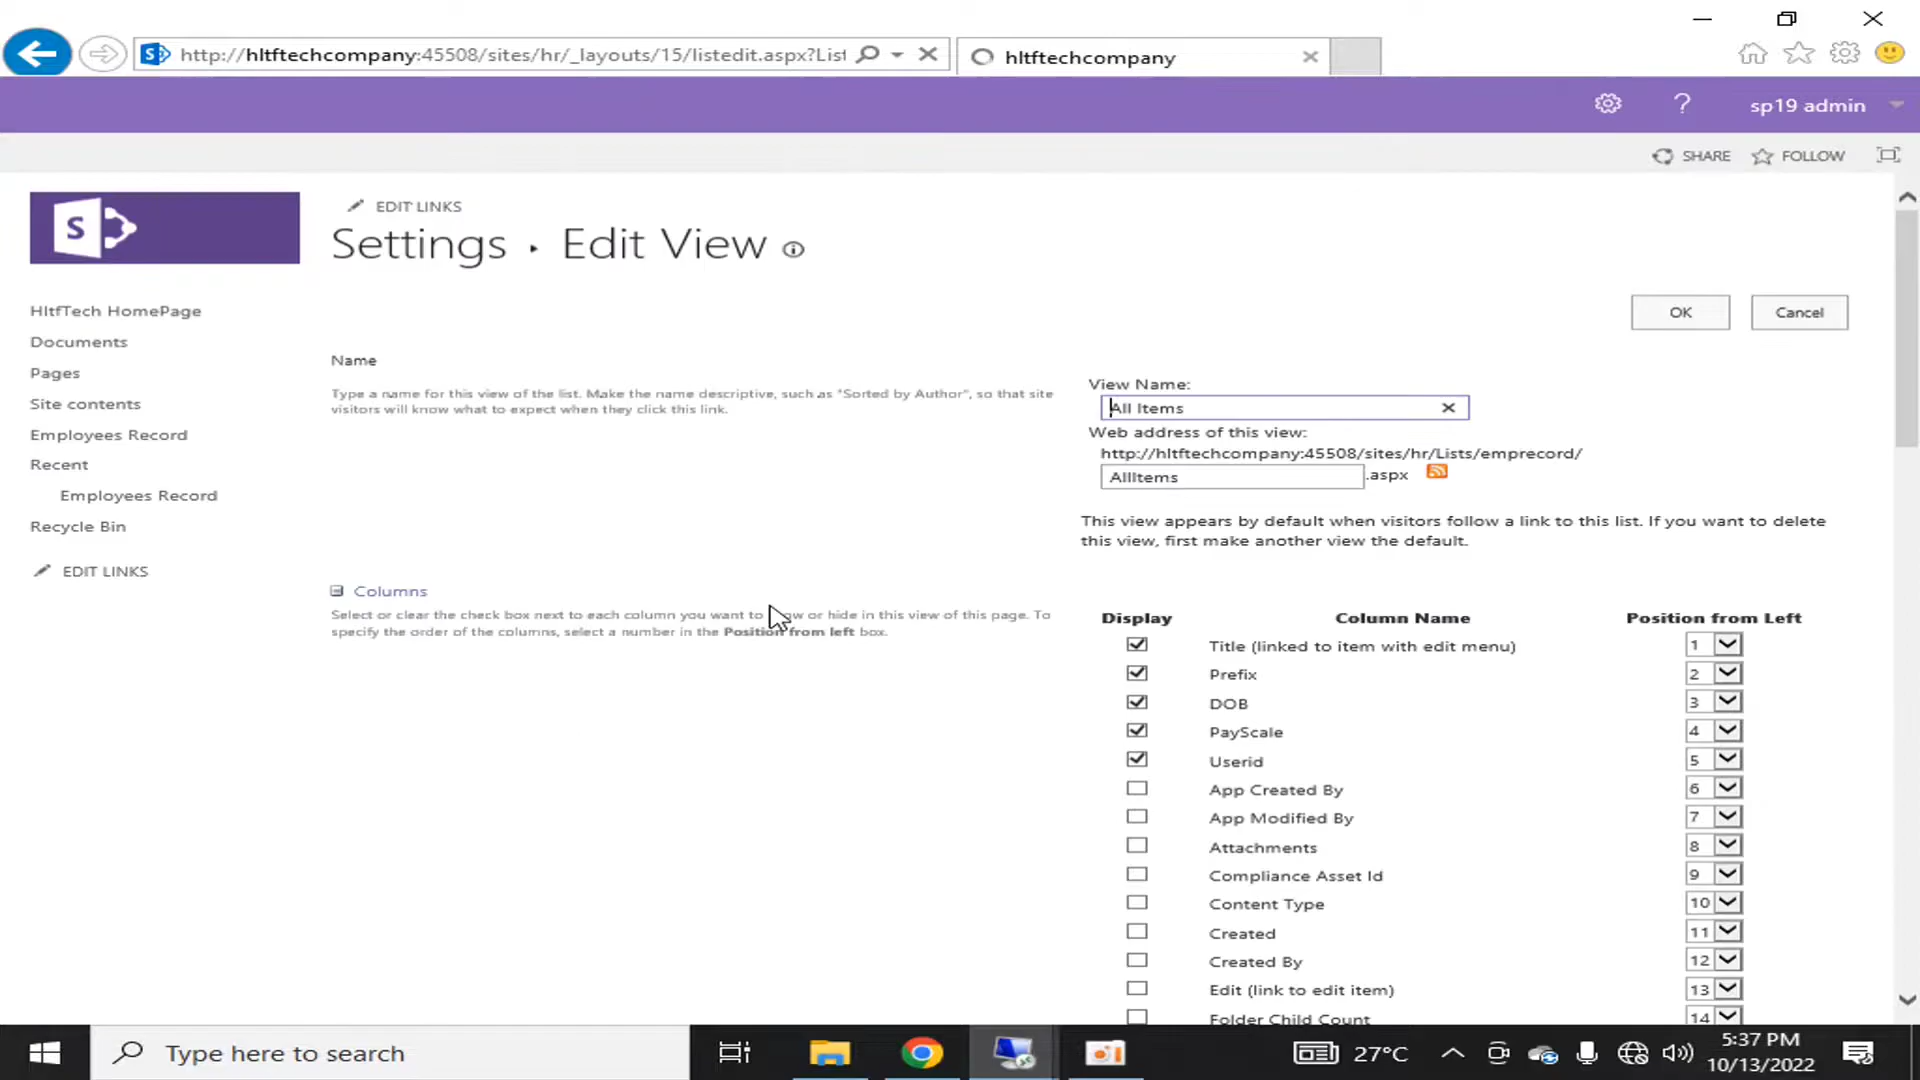 http://hltftechcompany:45508/sites/hr/_layouts/15/listedit.aspx?List
hltftechcompany
sp19 admin
SHARE
FOLLOW
EDIT LINKS
Settings ▸ Edit View
HltfTech HomePage
Documents
Pages
Site contents
Employees Record
Recent
Employees Record
Recycle Bin
EDIT LINKS
OK
Cancel
Name
Type a name for this view of the list. Make the name descriptive, such as "Sorted by Author", so that site
visitors will know what to expect when they click this link.
View Name:
All Items
Web address of this view:
http://hltftechcompany:45508/sites/hr/Lists/emprecord/
AllItems .aspx
This view appears by default when visitors follow a link to this list. If you want to delete
this view, first make another view the default.
Columns
Select or clear the check box next to each column you want to show or hide in this view of this page. To
specify the order of the columns, select a number in the Position from left box.
Display Column Name Position from Left
Title (linked to item with edit menu) 1
Prefix 2
DOB 3
PayScale 4
Userid 5
App Created By 6
App Modified By 7
Attachments 8
Compliance Asset Id 9
Content Type 10
Created 11
Created By 12
Edit (link to edit item) 13
Folder Child Count 14
Type here to search
27°C
5:37 PM
10/13/2022